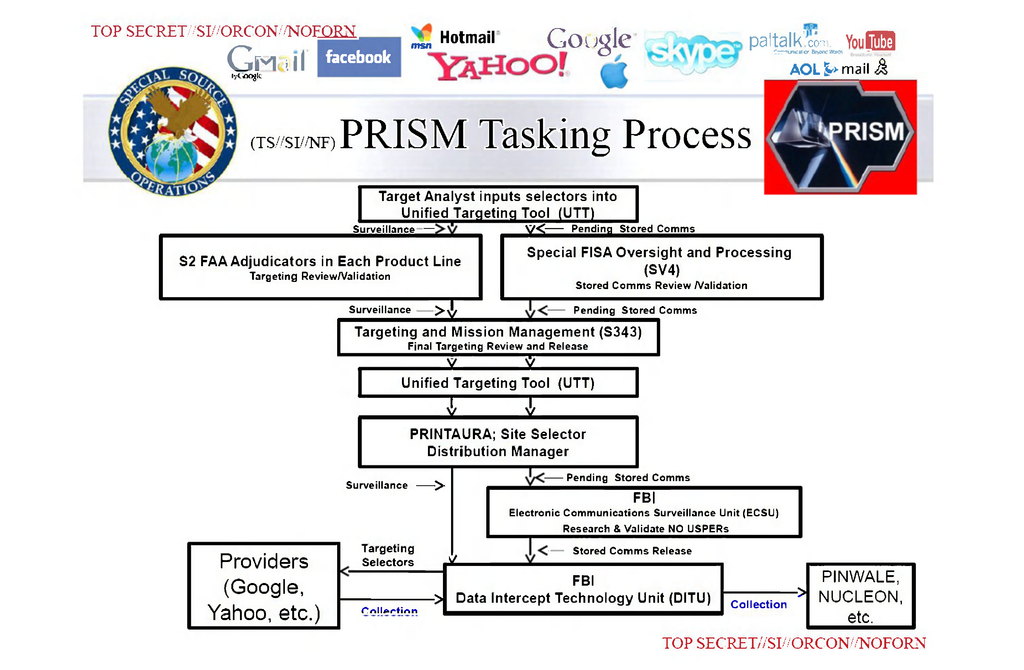 TOP SECRET//SI//ORCON//NOFORN
Gmail
by Google
facebook
msn
Hotmail
YAHOO!
Google
skype
paltalk.com
Communication Beyond Words
YouTube
AOL mail
SPECIAL SOURCE
OPERATIONS
(TS//SI//NF) PRISM Tasking Process
PRISM
Target Analyst inputs selectors into
Unified Targeting Tool (UTT)
Surveillance
Pending Stored Comms
S2 FAA Adjudicators in Each Product Line
Targeting Review/Validation
Special FISA Oversight and Processing
(SV4)
Stored Comms Review /Validation
Surveillance
Pending Stored Comms
Targeting and Mission Management (S343)
Final Targeting Review and Release
Unified Targeting Tool (UTT)
PRINTAURA; Site Selector
Distribution Manager
Surveillance
Pending Stored Comms
FBI
Electronic Communications Surveillance Unit (ECSU)
Research & Validate NO USPERs
Stored Comms Release
Providers
(Google,
Yahoo, etc.)
Targeting
Selectors
Collection
FBI
Data Intercept Technology Unit (DITU)
Collection
PINWALE,
NUCLEON,
etc.
TOP SECRET//SI//ORCON//NOFORN